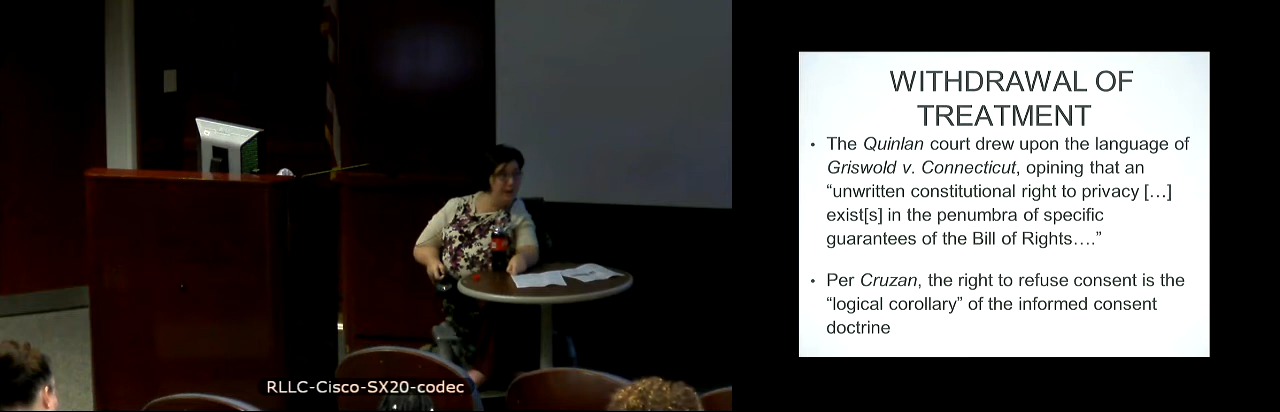 WITHDRAWAL OF
TREATMENT
• The Quinlan court drew upon the language of
Griswold v. Connecticut, opining that an
“unwritten constitutional right to privacy […]
exist[s] in the penumbra of specific
guarantees of the Bill of Rights….”
• Per Cruzan, the right to refuse consent is the
“logical corollary” of the informed consent
doctrine
RLLC-Cisco-SX20-codec